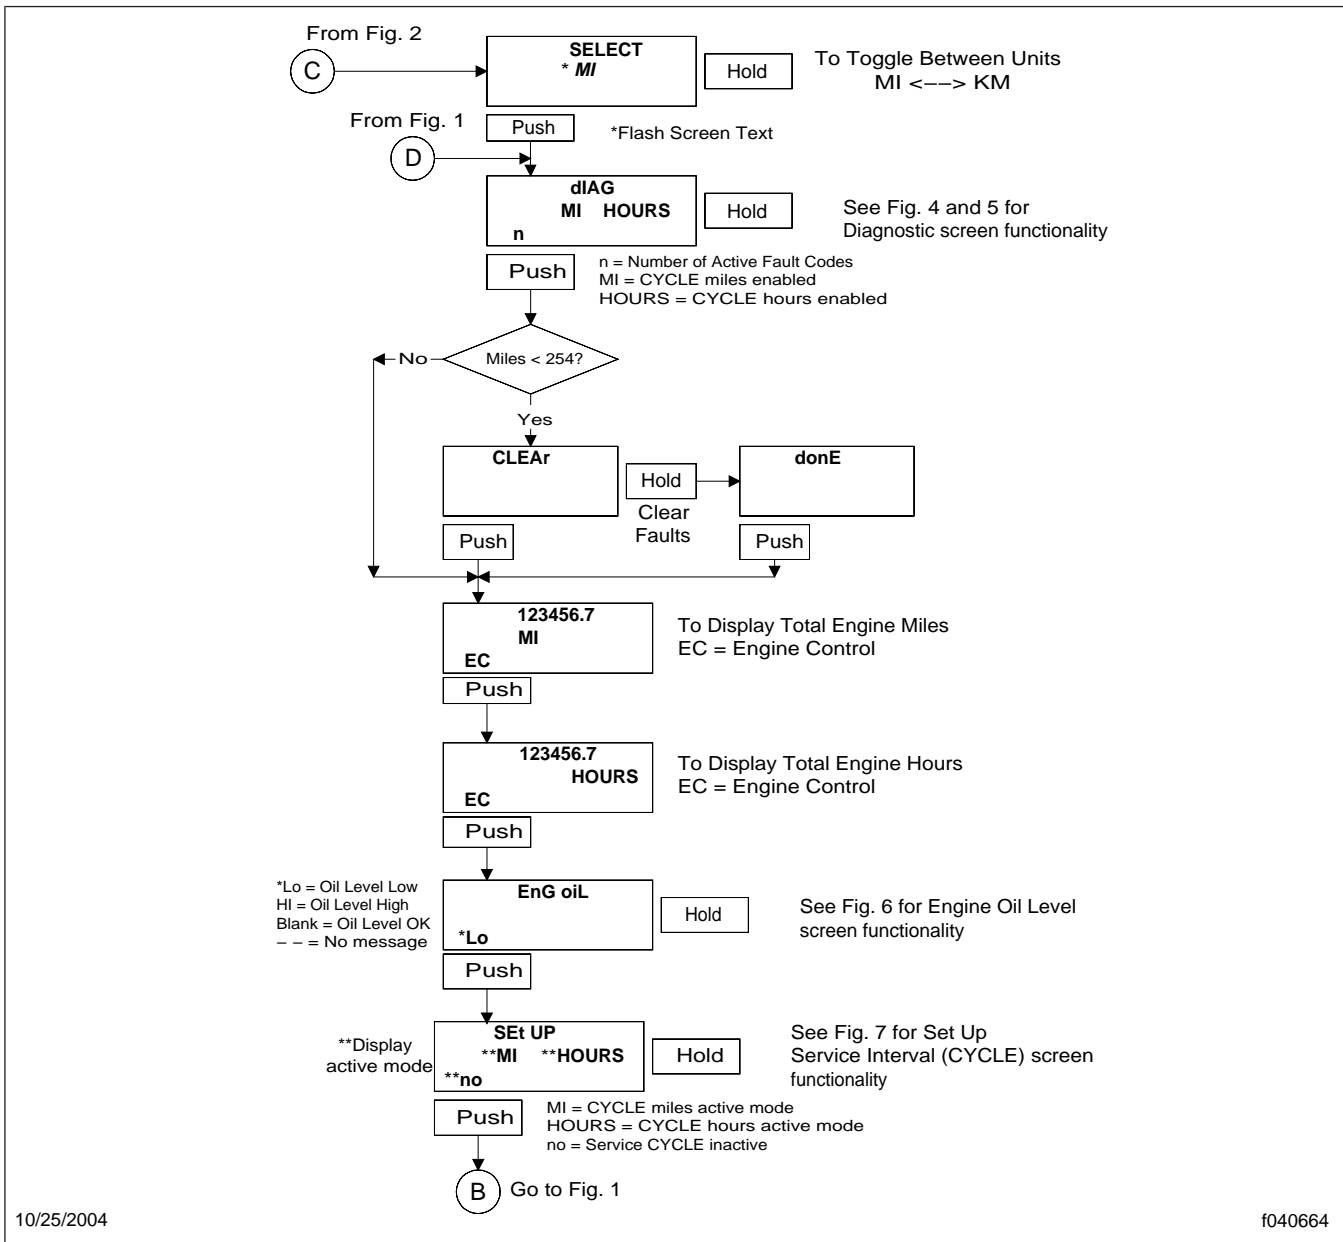 From Fig. 2
C
SELECT
* MI
Hold
To Toggle Between Units
MI <--> KM
From Fig. 1
D
Push
*Flash Screen Text
dIAG
MI HOURS
n
Hold
See Fig. 4 and 5 for
Diagnostic screen functionality
Push
n = Number of Active Fault Codes
MI = CYCLE miles enabled
HOURS = CYCLE hours enabled
No
Miles < 254?
Yes
CLEAr
Hold
Clear
Faults
donE
Push
Push
123456.7
MI
EC
To Display Total Engine Miles
EC = Engine Control
Push
123456.7
HOURS
EC
To Display Total Engine Hours
EC = Engine Control
Push
*Lo = Oil Level Low
HI = Oil Level High
Blank = Oil Level OK
– – = No message
EnG oiL
*Lo
Hold
See Fig. 6 for Engine Oil Level
screen functionality
Push
**Display
active mode
SEt UP
**MI **HOURS
**no
Hold
See Fig. 7 for Set Up
Service Interval (CYCLE) screen
functionality
Push
MI = CYCLE miles active mode
HOURS = CYCLE hours active mode
no = Service CYCLE inactive
B
Go to Fig. 1
10/25/2004
f040664